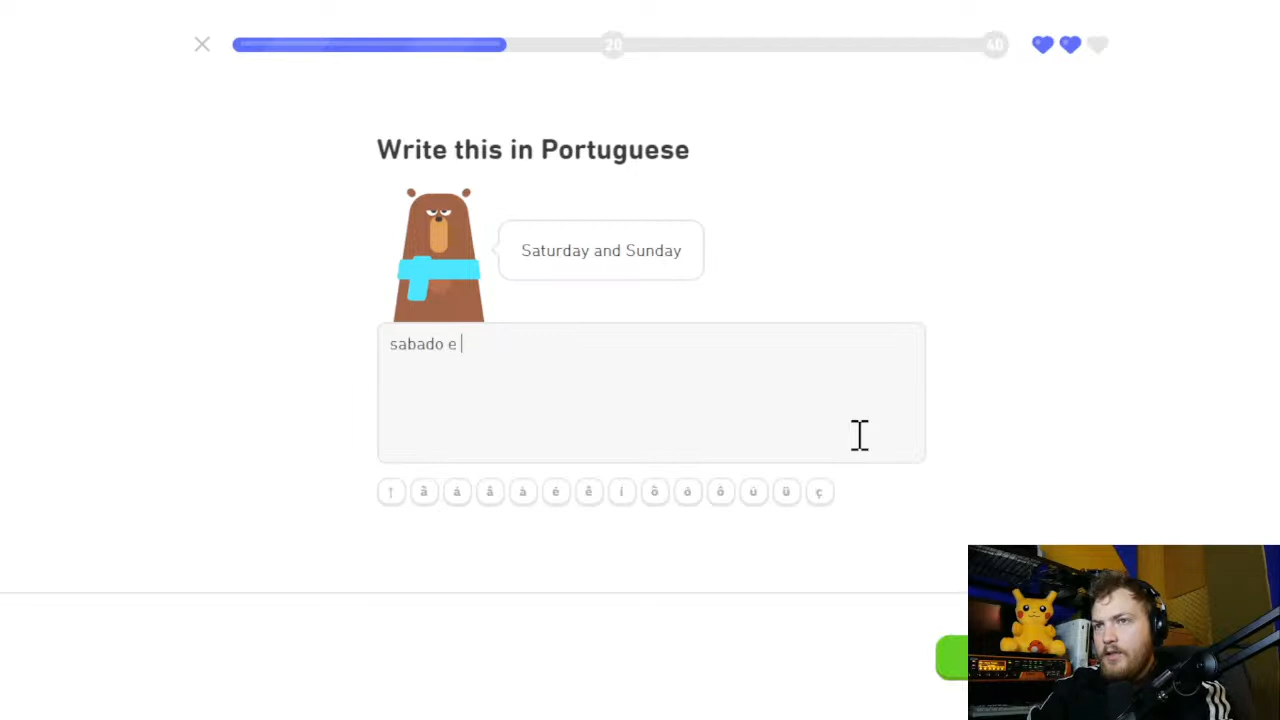 20
40
Write this in Portuguese
Saturday and Sunday
sabado e
↑ ã á â à é ê í õ ó ô ú ü ç